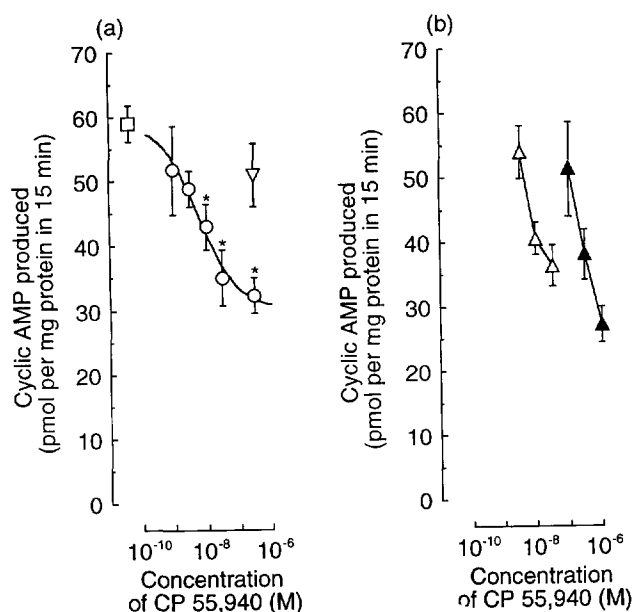 (a)
Cyclic AMP produced
(pmol per mg protein in 15 min)
70
60
50
40
30
20
10
0
*
*
*
10⁻¹⁰
10⁻⁸
10⁻⁶
Concentration
of CP 55,940 (M)
(b)
Cyclic AMP produced
(pmol per mg protein in 15 min)
70
60
50
40
30
20
10
0
10⁻¹⁰
10⁻⁸
10⁻⁶
Concentration
of CP 55,940 (M)